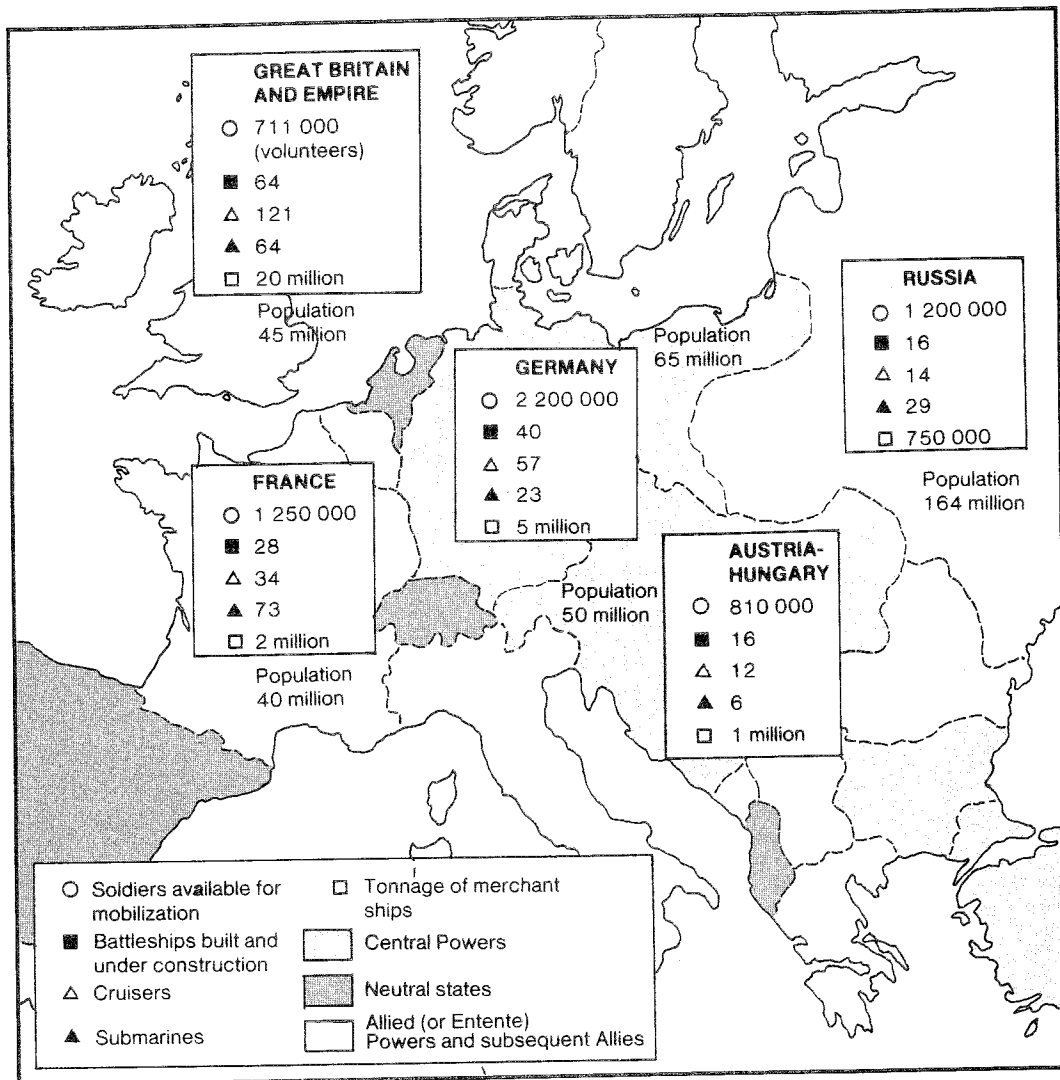 GREAT BRITAIN
AND EMPIRE
711 000
(volunteers)
64
121
64
20 million
Population
45 million
RUSSIA
1 200 000
16
14
29
750 000
Population
164 million
Population
65 million
GERMANY
2 200 000
40
57
23
5 million
FRANCE
1 250 000
28
34
73
2 million
Population
40 million
Population
50 million
AUSTRIA-
HUNGARY
810 000
16
12
6
1 million
Soldiers available for
mobilization
Battleships built and
under construction
Cruisers
Submarines
Tonnage of merchant
ships
Central Powers
Neutral states
Allied (or Entente)
Powers and subsequent Allies